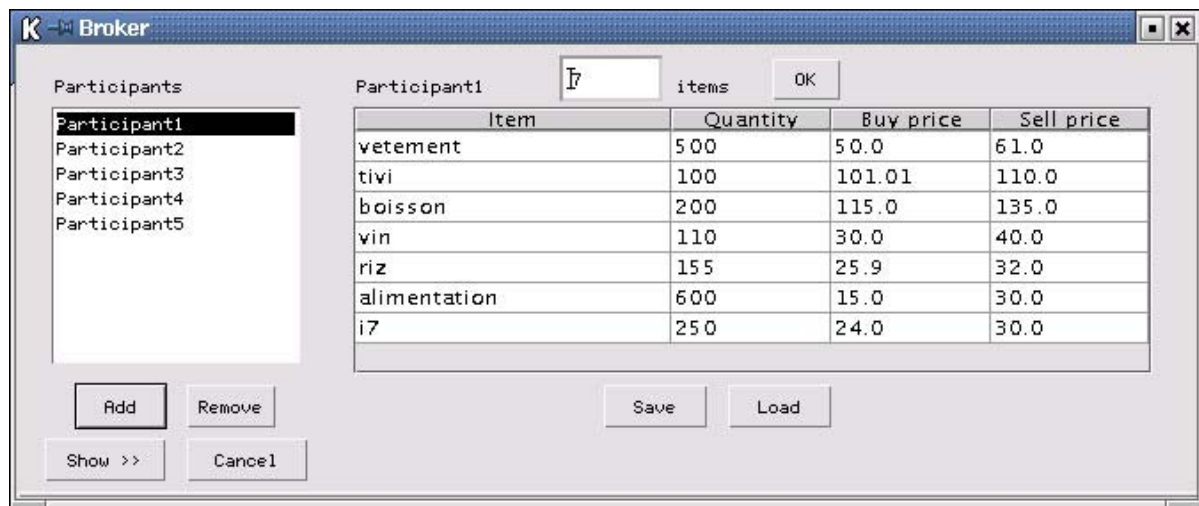 Broker
Participants
Participant1
Participant2
Participant3
Participant4
Participant5
Add Remove
Show >> Cancel
Participant1 7 items OK
Item Quantity Buy price Sell price
vetement 500 50.0 61.0
tivi 100 101.01 110.0
boisson 200 115.0 135.0
vin 110 30.0 40.0
riz 155 25.9 32.0
alimentation 600 15.0 30.0
i7 250 24.0 30.0
Save Load